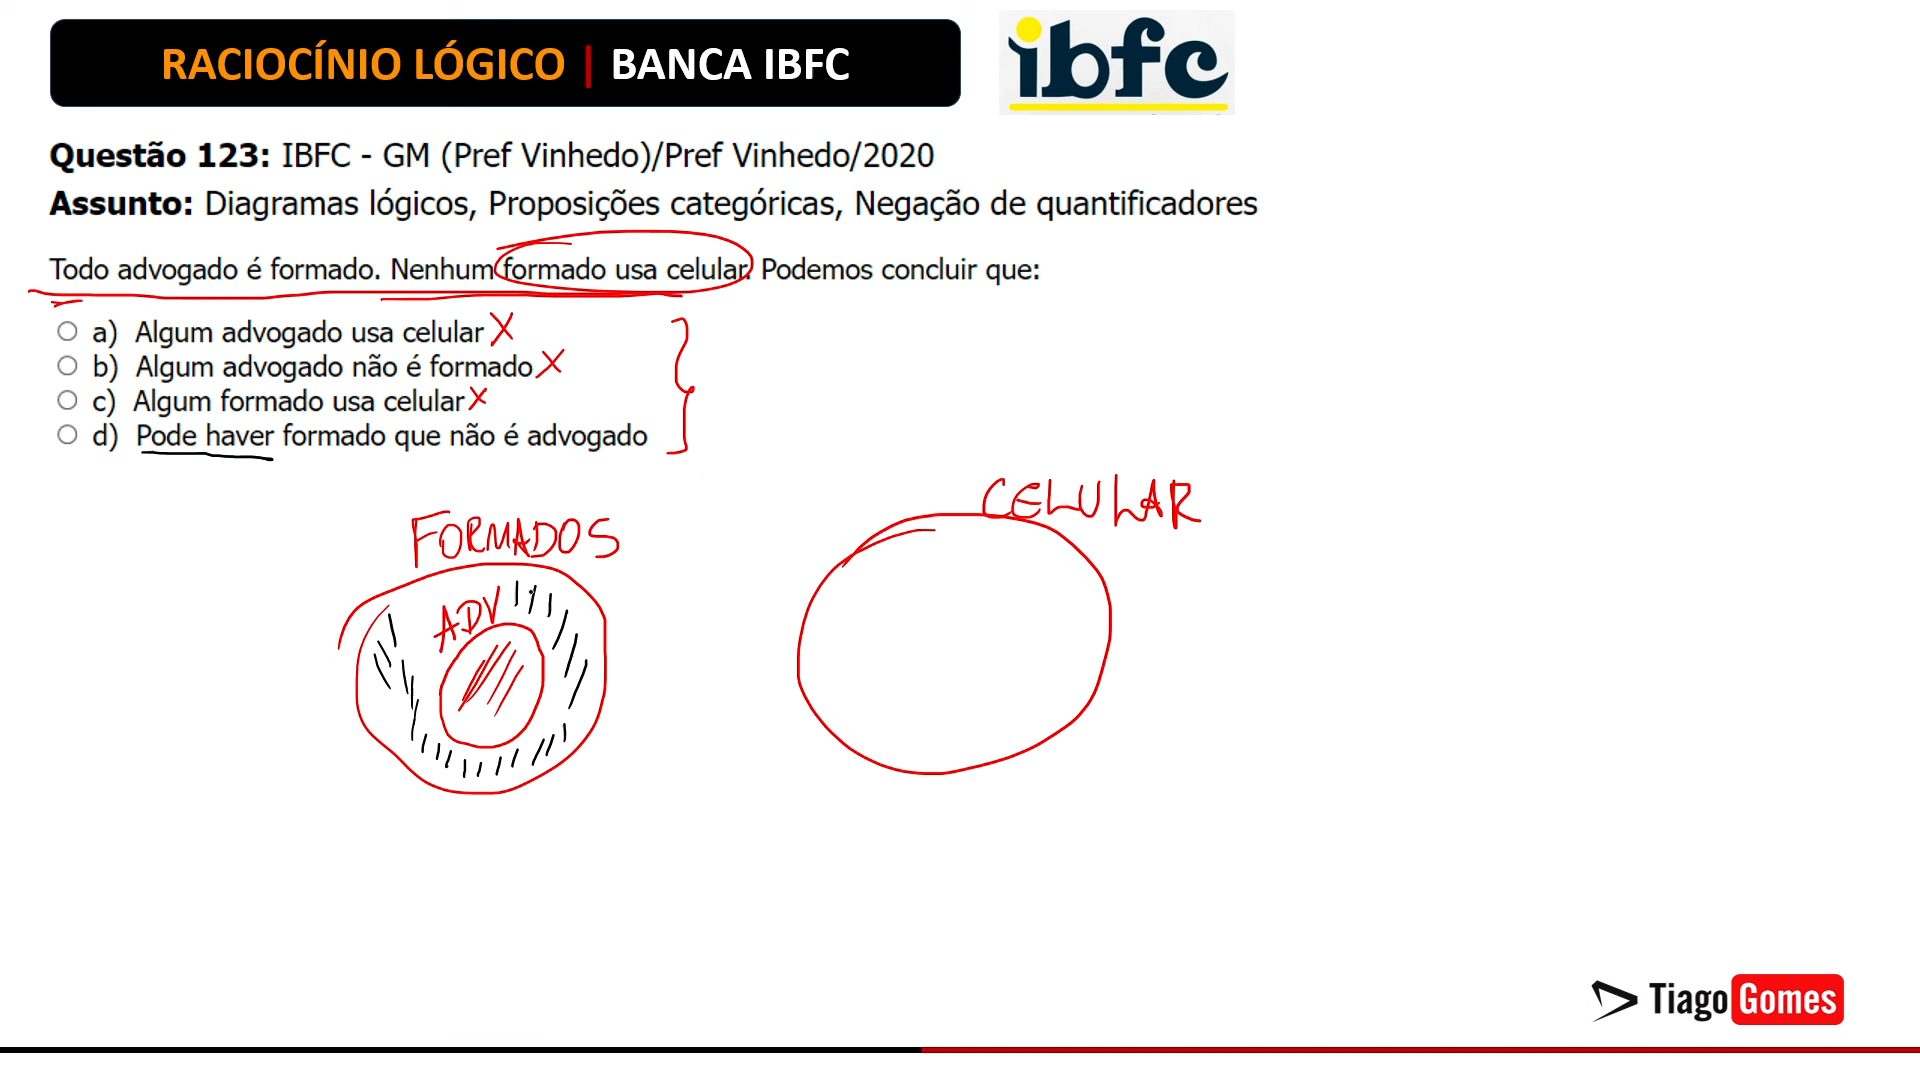 RACIOCÍNIO LÓGICO | BANCA IBFC
ibfc
Questão 123: IBFC - GM (Pref Vinhedo)/Pref Vinhedo/2020
Assunto: Diagramas lógicos, Proposições categóricas, Negação de quantificadores
Todo advogado é formado. Nenhum formado usa celular. Podemos concluir que:
a) Algum advogado usa celular X
b) Algum advogado não é formado X
c) Algum formado usa celular X
d) Pode haver formado que não é advogado
CELULAR
FORMADOS
ADV
Tiago Gomes